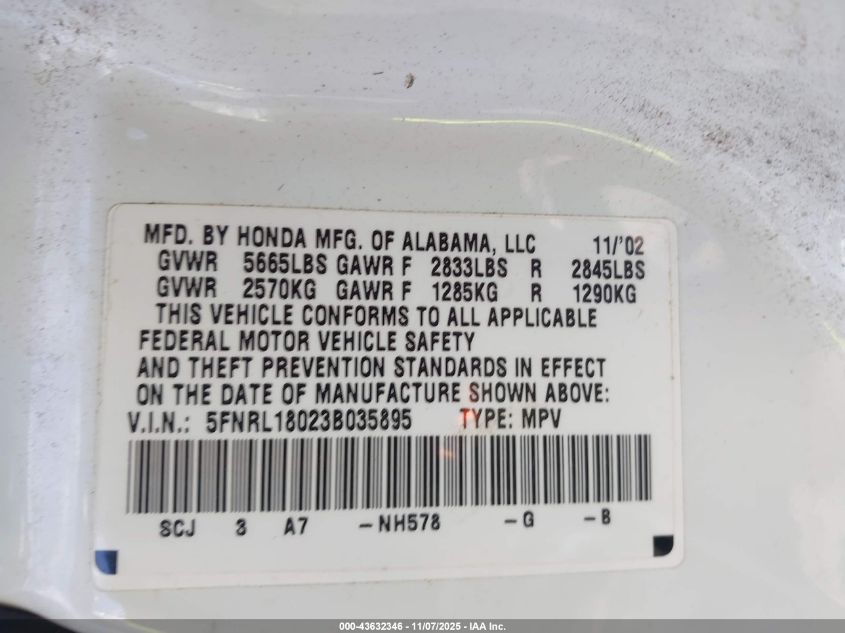 MFD. BY HONDA MFG. OF ALABAMA, LLC 11/'02
GVWR 5665LBS GAWR F 2833LBS R 2845LBS
GVWR 2570KG GAWR F 1285KG R 1290KG
THIS VEHICLE CONFORMS TO ALL APPLICABLE
FEDERAL MOTOR VEHICLE SAFETY
AND THEFT PREVENTION STANDARDS IN EFFECT
ON THE DATE OF MANUFACTURE SHOWN ABOVE:
V.I.N.: 5FNRL18023B035895 TYPE: MPV
SCJ 3 A7 -NH578 -G -B
000-43632346 - 11/07/2025 - IAA Inc.